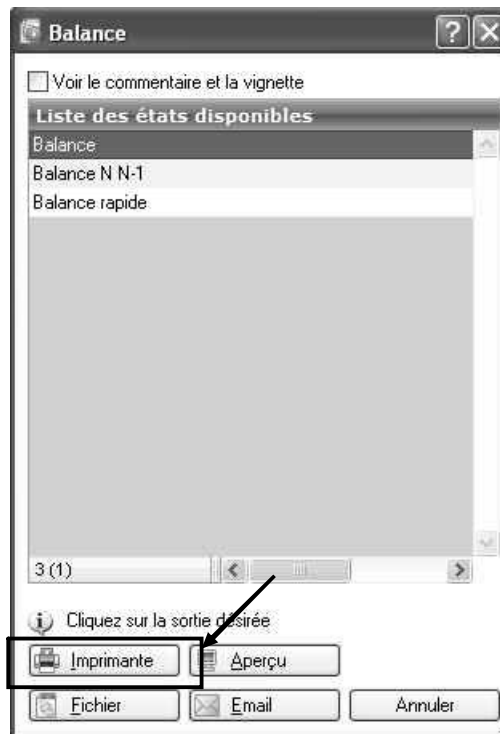 Balance
Voir le commentaire et la vignette
Liste des états disponibles
Balance
Balance N N-1
Balance rapide
3 (1)
Cliquez sur la sortie désirée
Imprimante Aperçu
Fichier Email Annuler